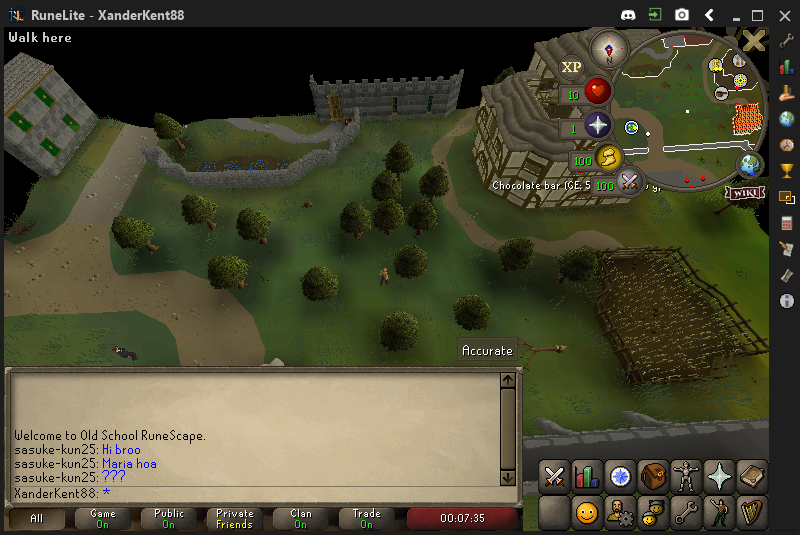 RuneLite - XanderKent88
Walk here
XP
N
10
1
100
Chocolate bar (GE: 5
100
WIKI
Accurate
Welcome to Old School RuneScape.
sasuke-kun25: Hi broo
sasuke-kun25: Maria hoa
sasuke-kun25: ???
XanderKent88: *
All
Game
On
Public
On
Private
Friends
Clan
On
Trade
On
00:07:35